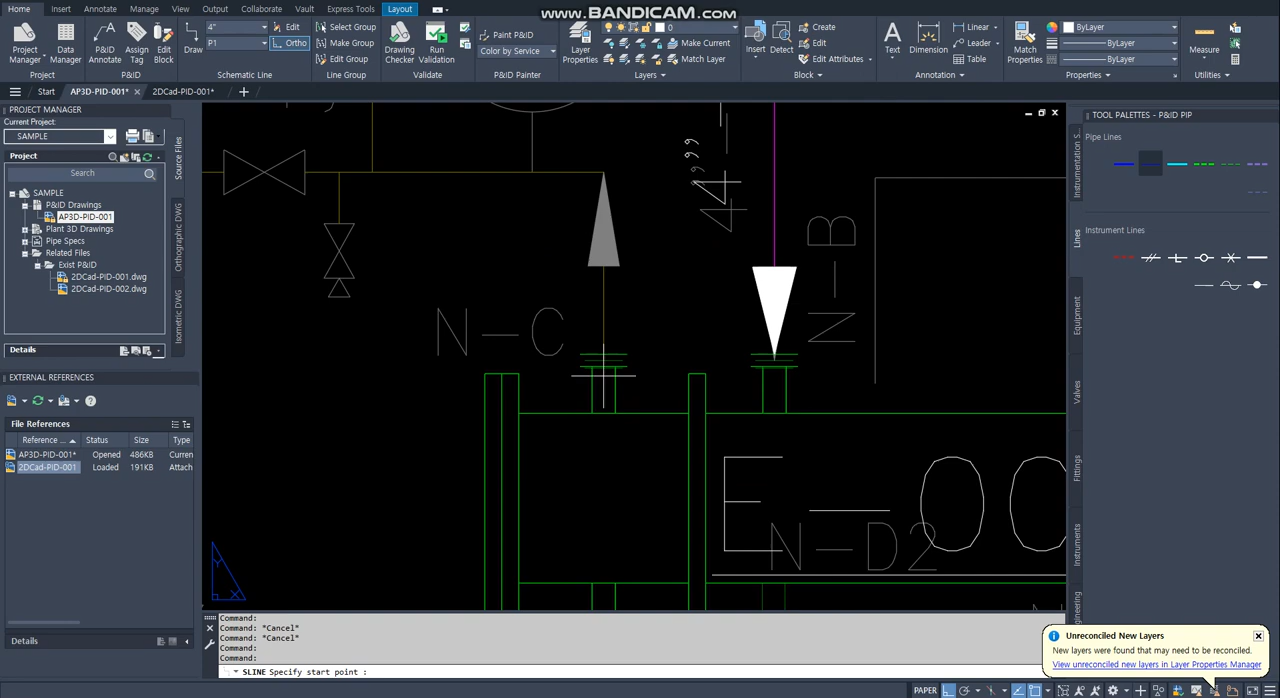 www.BANDICAM.com
Home Insert Annotate Manage View Output Collaborate Vault Express Tools Layout
Project Manager
Data Manager
P&ID Annotate
Assign Tag
Edit Block
Draw
4"
P1
Edit
Ortho
Select Group
Make Group
Edit Group
Drawing Checker
Run Validation
Paint P&ID
Color by Service
Layer Properties
0
Make Current
Match Layer
Insert
Detect
Create
Edit
Edit Attributes
Text
Dimension
Linear
Leader
Table
Match Properties
ByLayer
ByLayer
ByLayer
Measure
Project P&ID Schematic Line Line Group Validate P&ID Painter Layers Block Annotation Properties Utilities
Start AP3D-PID-001* 2DCad-PID-001*
PROJECT MANAGER
Current Project:
SAMPLE
Project
Search
SAMPLE
P&ID Drawings
AP3D-PID-001
Plant 3D Drawings
Pipe Specs
Related Files
Exist P&ID
2DCad-PID-001.dwg
2DCad-PID-002.dwg
Details
Source Files
Orthographic DWG
Isometric DWG
EXTERNAL REFERENCES
File References
Reference ... Status Size Type
AP3D-PID-001* Opened 486KB Curren
2DCad-PID-001 Loaded 191KB Attach
Details
N-C
N-B
E-00
N-D2
TOOL PALETTES - P&ID PIP
Pipe Lines
Instrument Lines
Instrumentation S...
Lines
Equipment
Valves
Fittings
Instruments
Command:
Command: *Cancel*
Command: *Cancel*
Command:
Command:
SLINE Specify start point :
Unreconciled New Layers
New layers were found that may need to be reconciled.
View unreconciled new layers in Layer Properties Manager
PAPER